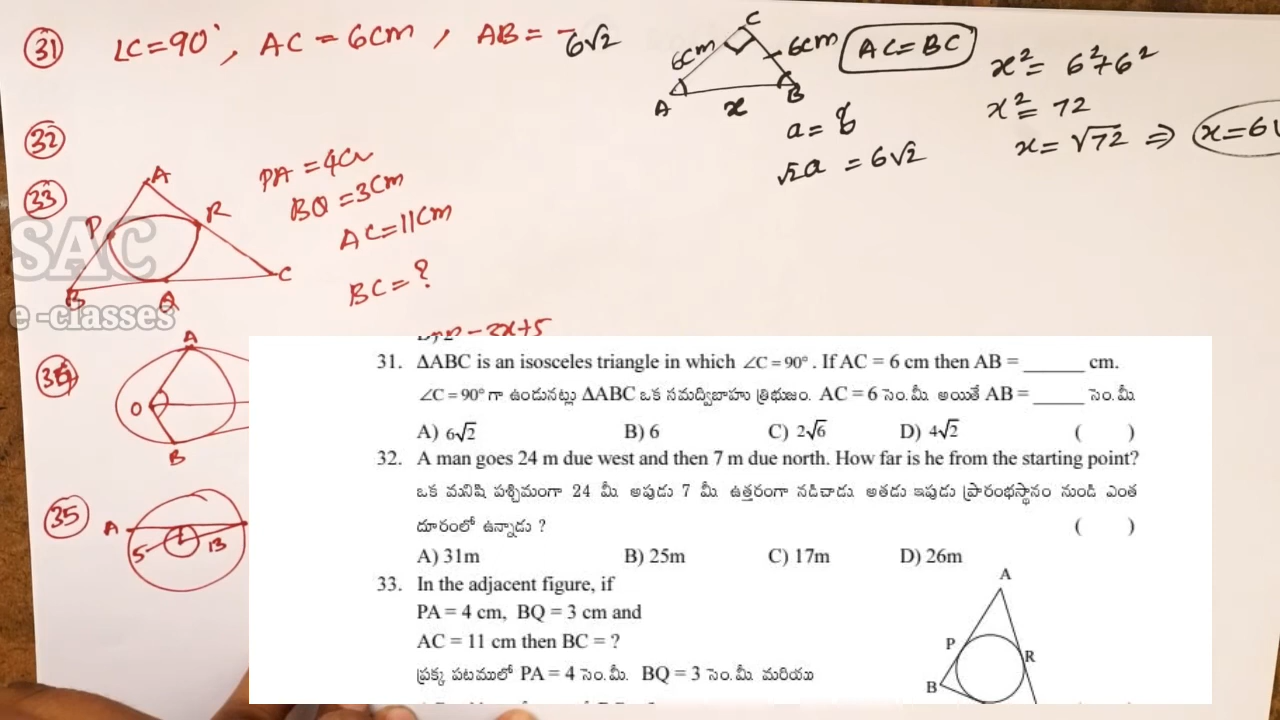 31 LC=90°, AC=6cm, AB= 6√2
C
6cm
6cm
A
B
x
AC=BC
a=6
√2a = 6√2
x²= 6²+6²
x²= 72
x= √72 ⇒ x=6√
32
33
A
P
R
B
Q
C
PA=4cm
BQ=3cm
AC=11cm
BC=?
SAC
e-classes
34
A
O
B
35
A
5
B
31. ΔABC is an isosceles triangle in which ∠C = 90°. If AC = 6 cm then AB = ______ cm.
∠C = 90° గా ఉండునట్లు ΔABC ఒక సమద్విబాహు త్రిభుజం. AC = 6 సెం.మీ. అయితే AB = ______ సెం.మీ.
A) 6√2 B) 6 C) 2√6 D) 4√2 ( )
32. A man goes 24 m due west and then 7 m due north. How far is he from the starting point?
ఒక మనిషి పశ్చిమంగా 24 మీ. అపుడు 7 మీ. ఉత్తరంగా నడిచాడు. అతడు ఇపుడు ప్రారంభస్థానం నుండి ఎంత
దూరంలో ఉన్నాడు ? ( )
A) 31m B) 25m C) 17m D) 26m
33. In the adjacent figure, if
PA = 4 cm, BQ = 3 cm and
AC = 11 cm then BC = ?
ప్రక్క పటములో PA = 4 సెం.మీ. BQ = 3 సెం.మీ. మరియు
A
P
R
B